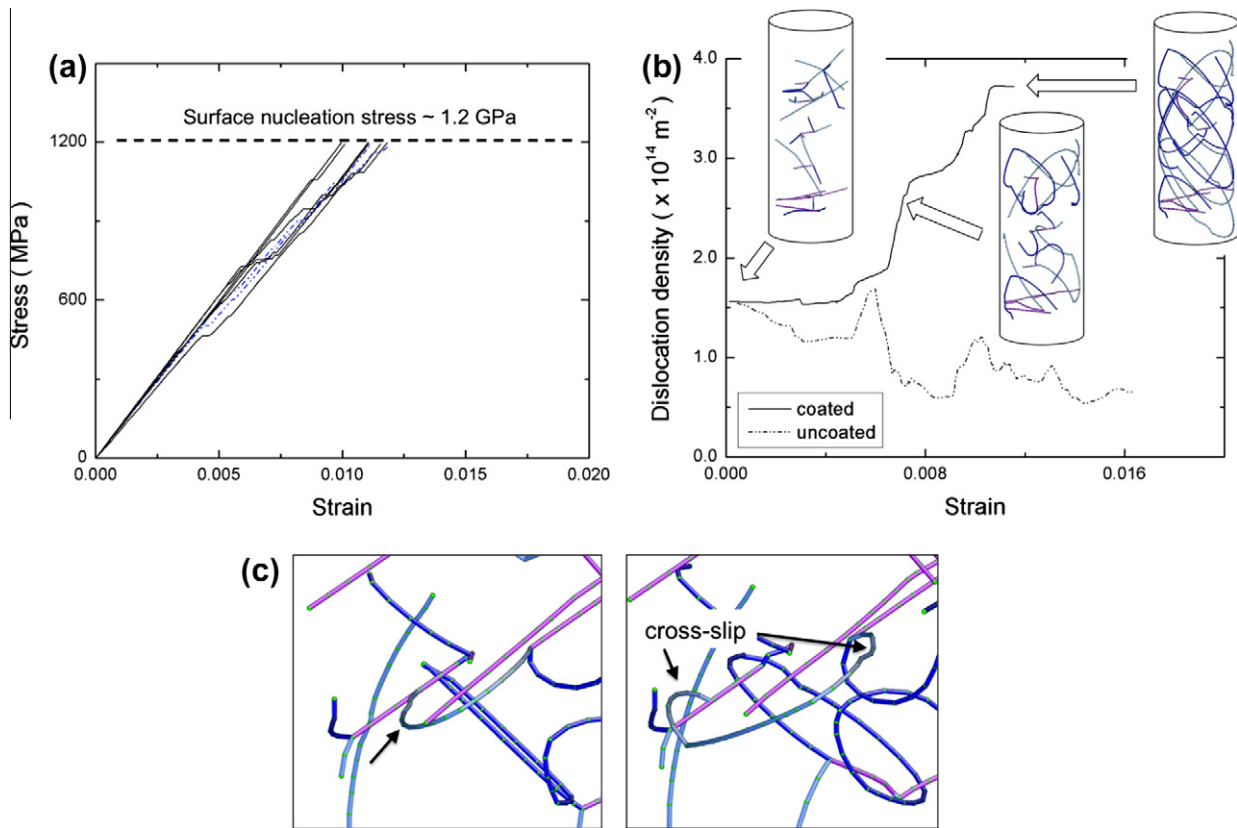 (a)
Surface nucleation stress ~ 1.2 GPa
Stress ( MPa )
1200
600
0
0.000 0.005 0.010 0.015 0.020
Strain
(b)
Dislocation density ( x 10¹⁴ m⁻² )
4.0
3.0
2.0
1.0
0.0
coated
uncoated
0.000 0.008 0.016
Strain
(c)
cross-slip